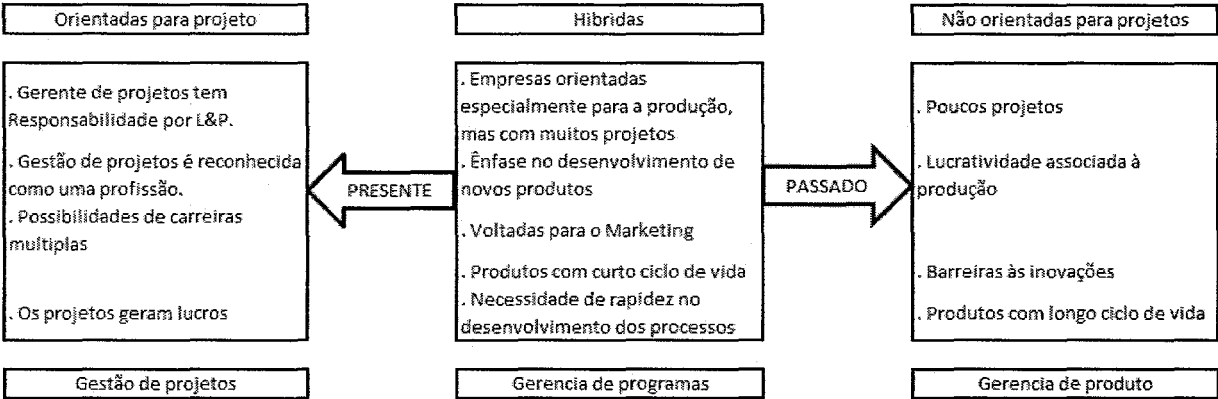 Orientadas para projeto
Hibridas
Não orientadas para projetos
. Gerente de projetos tem
Responsabilidade por L&P.
. Gestão de projetos é reconhecida
como uma profissão.
. Possibilidades de carreiras
multiplas
. Os projetos geram lucros
PRESENTE
. Empresas orientadas
especialmente para a produção,
mas com muitos projetos
. Ênfase no desenvolvimento de
novos produtos
. Voltadas para o Marketing
. Produtos com curto ciclo de vida
. Necessidade de rapidez no
desenvolvimento dos processos
PASSADO
. Poucos projetos
. Lucratividade associada à
produção
. Barreiras às inovações
. Produtos com longo ciclo de vida
Gestão de projetos
Gerencia de programas
Gerencia de produto